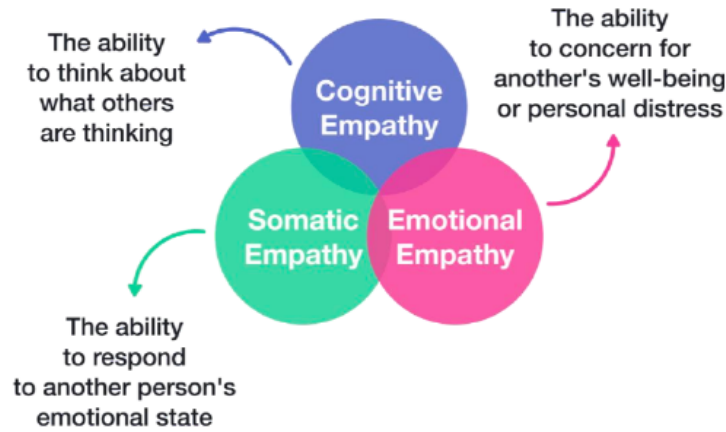 The ability
to think about
what others
are thinking
Cognitive
Empathy
The ability
to concern for
another's well-being
or personal distress
Somatic
Empathy
Emotional
Empathy
The ability
to respond
to another person's
emotional state